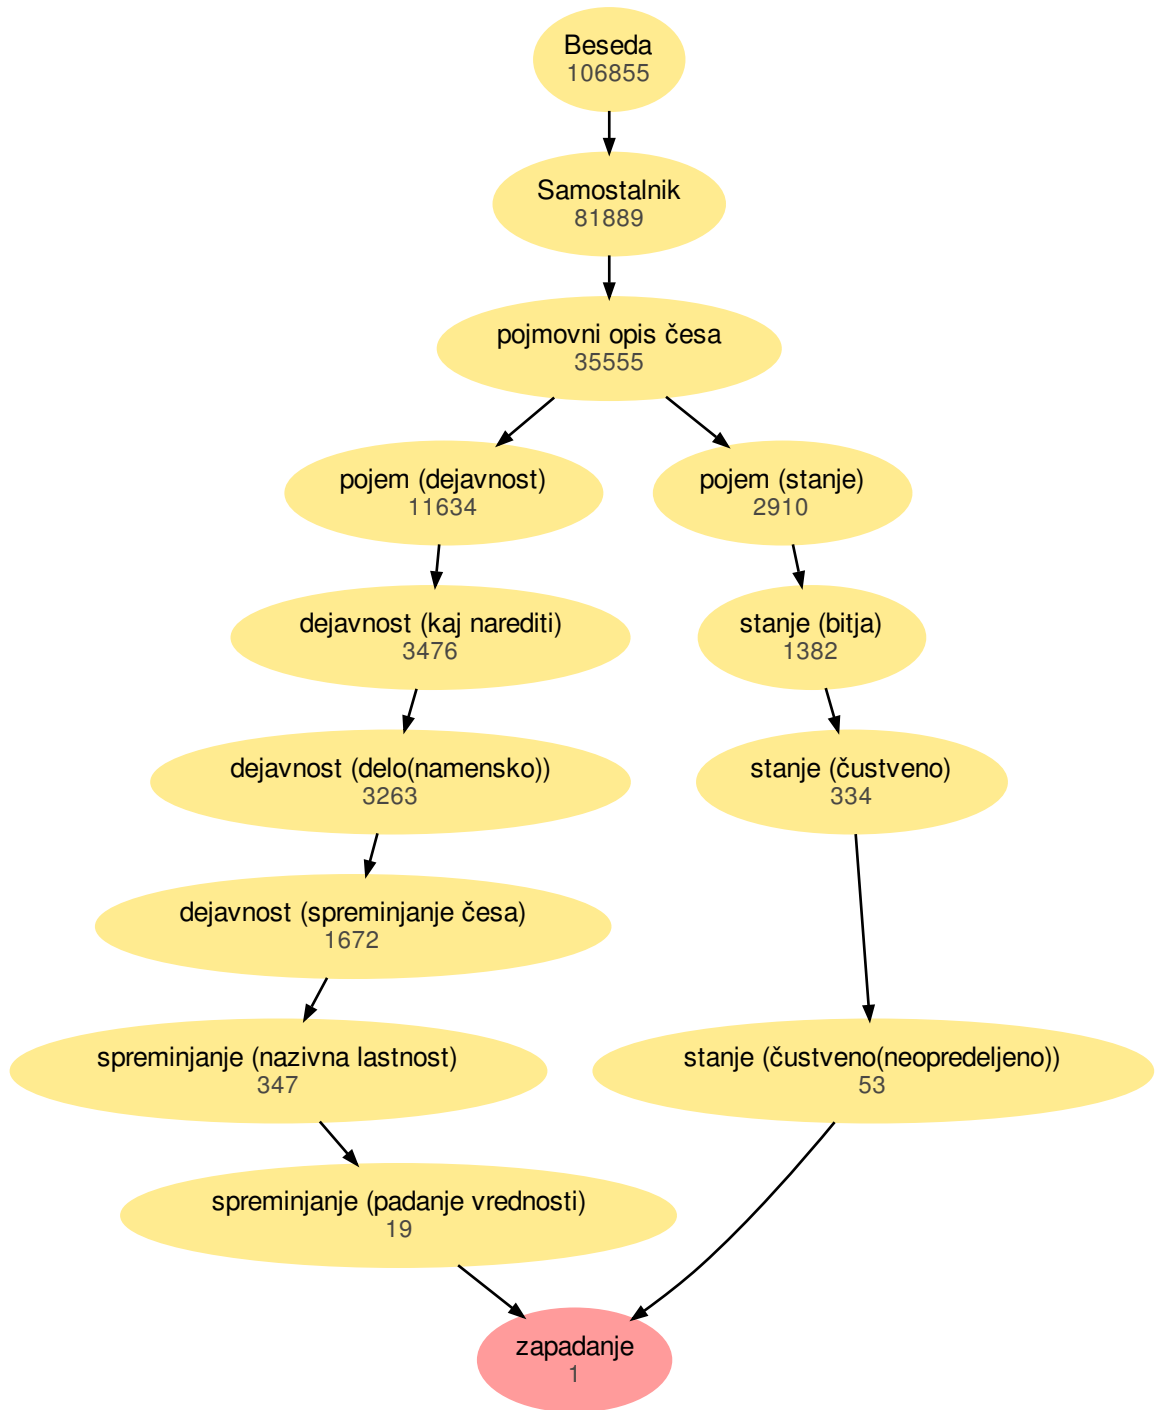 Beseda
106855
Samostalnik
81889
pojmovni opis česa
35555
pojem (dejavnost)
11634
pojem (stanje)
2910
dejavnost (kaj narediti)
3476
stanje (bitja)
1382
dejavnost (delo(namensko))
3263
stanje (čustveno)
334
dejavnost (spreminjanje česa)
1672
spreminjanje (nazivna lastnost)
347
stanje (čustveno(neopredeljeno))
53
spreminjanje (padanje vrednosti)
19
zapadanje
1